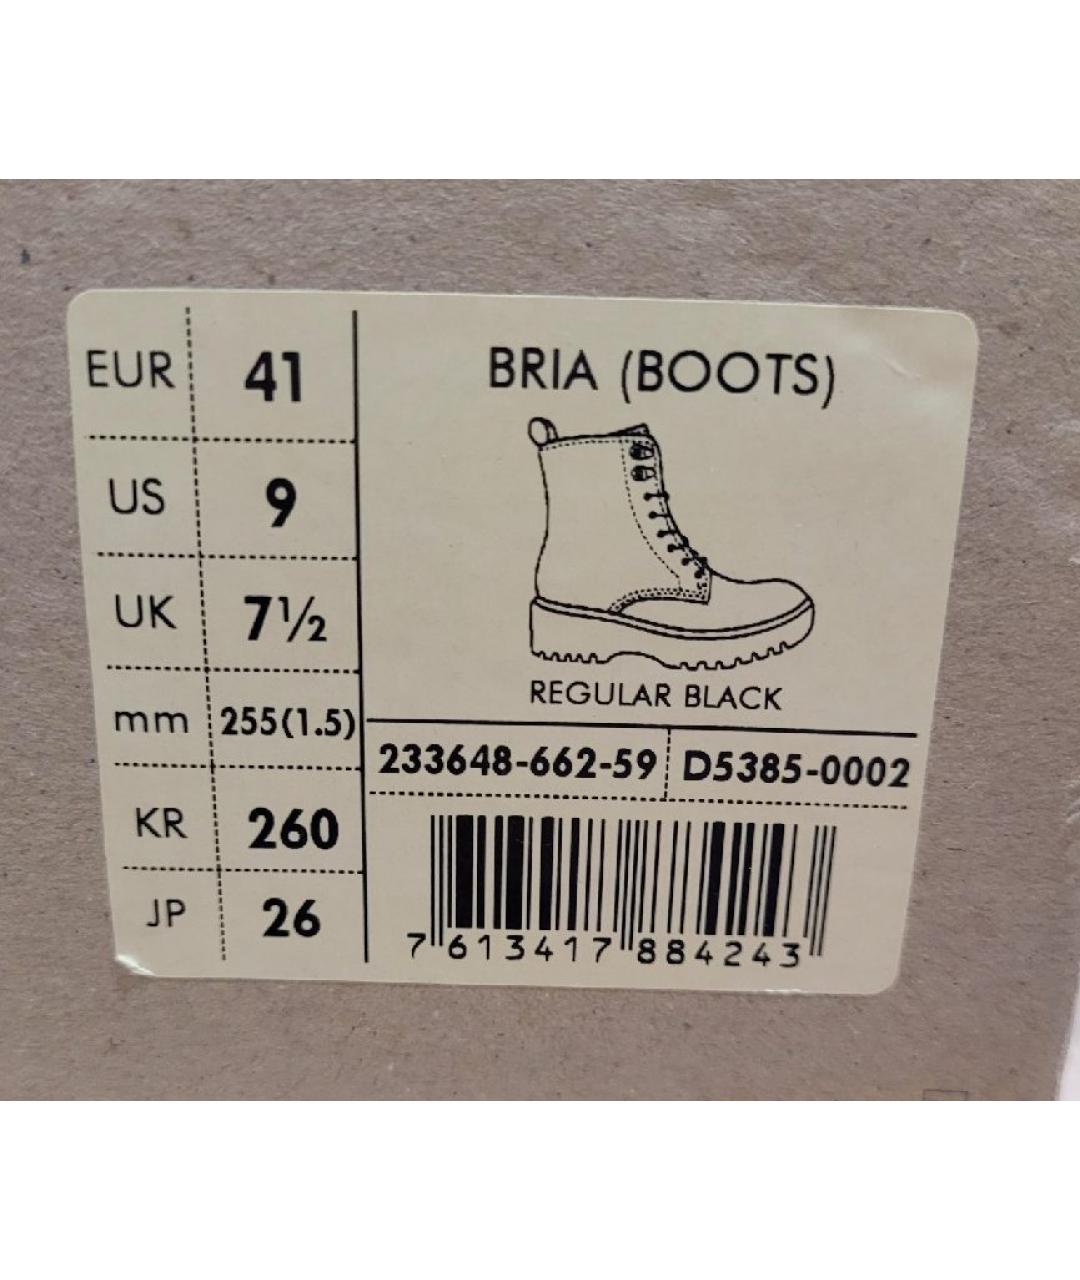 EUR 41
US 9
UK 7½
mm 255(1.5)
KR 260
JP 26
BRIA (BOOTS)
REGULAR BLACK
233648-662-59 D5385-0002
7 613417 884243